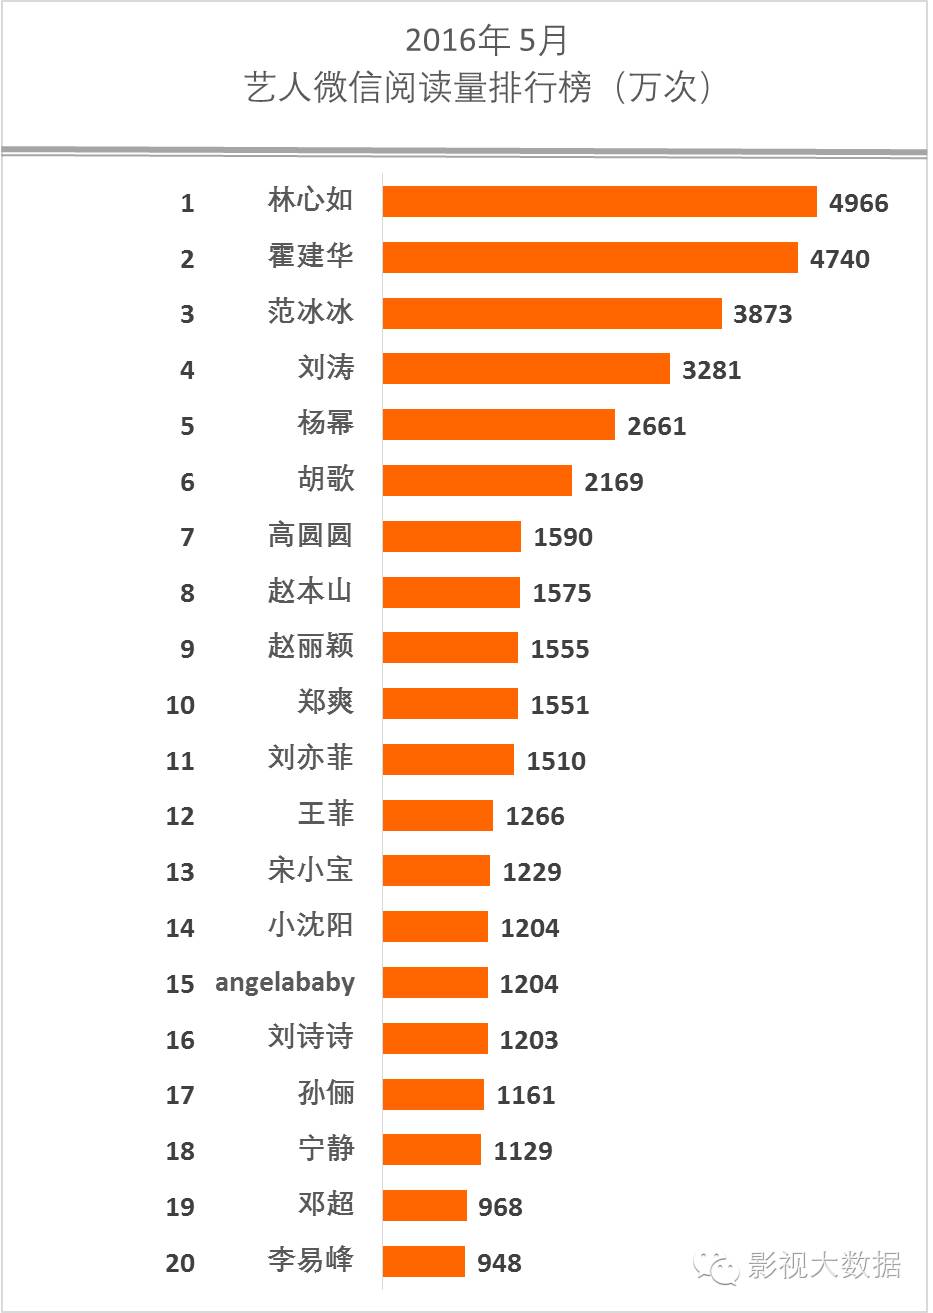 2016年 5月
艺人微信阅读量排行榜（万次）
1 林心如 4966
2 霍建华 4740
3 范冰冰 3873
4 刘涛 3281
5 杨幂 2661
6 胡歌 2169
7 高圆圆 1590
8 赵本山 1575
9 赵丽颖 1555
10 郑爽 1551
11 刘亦菲 1510
12 王菲 1266
13 宋小宝 1229
14 小沈阳 1204
15 angelababy 1204
16 刘诗诗 1203
17 孙俪 1161
18 宁静 1129
19 邓超 968
20 李易峰 948
影视大数据